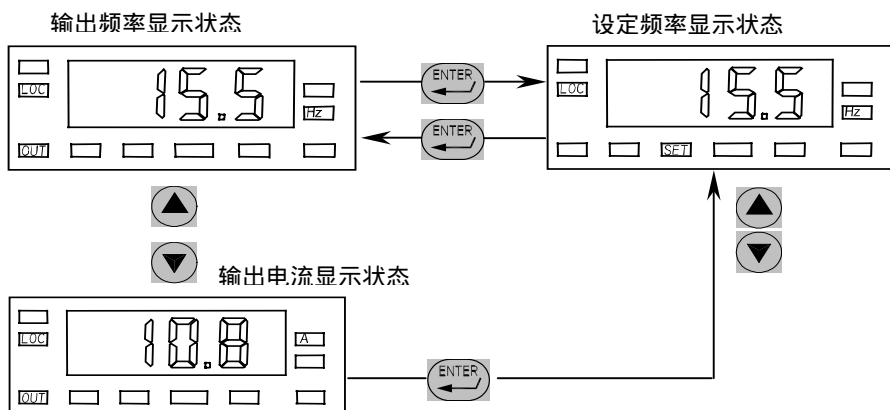 输出频率显示状态
设定频率显示状态
LOC
15.5
Hz
OUT
ENTER
ENTER
LOC
15.5
Hz
SET
输出电流显示状态
LOC
10.8
A
OUT
ENTER